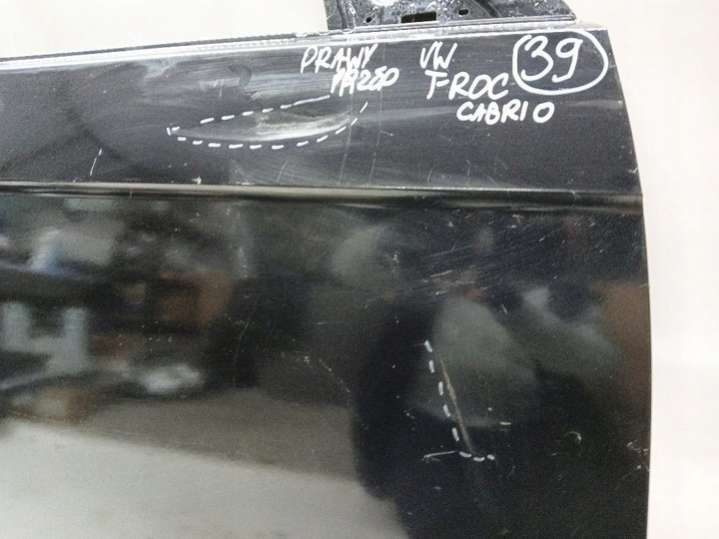 PRAWY
PRZÓD
VW
T-ROC
CABRIO
39